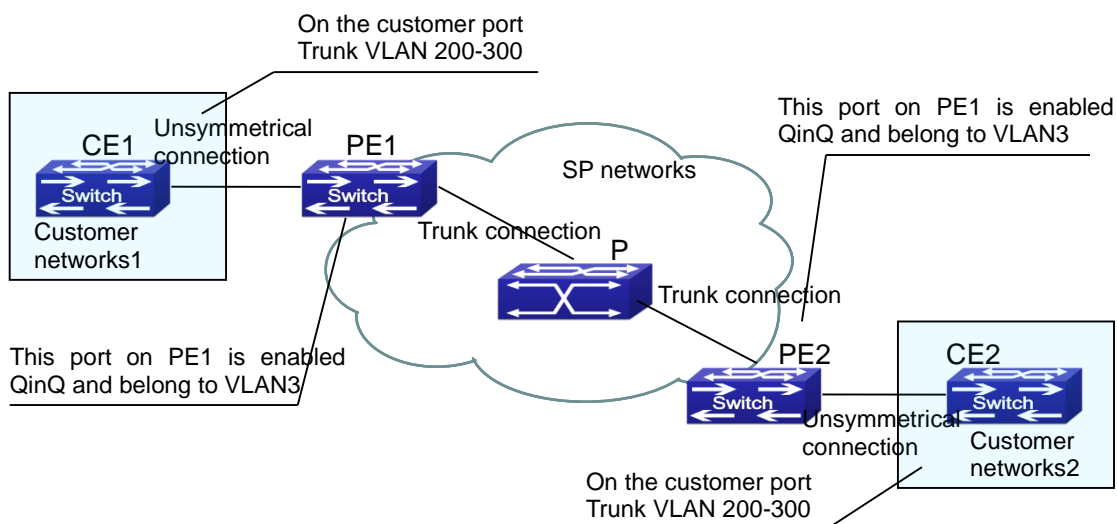 On the customer port
Trunk VLAN 200-300
This port on PE1 is enabled
QinQ and belong to VLAN3
Unsymmetrical
connection
CE1
PE1
SP networks
Switch
Switch
Customer
networks1
Trunk connection
P
Trunk connection
This port on PE1 is enabled
QinQ and belong to VLAN3
PE2
CE2
Switch
Switch
Unsymmetrical
connection
Customer
networks2
On the customer port
Trunk VLAN 200-300